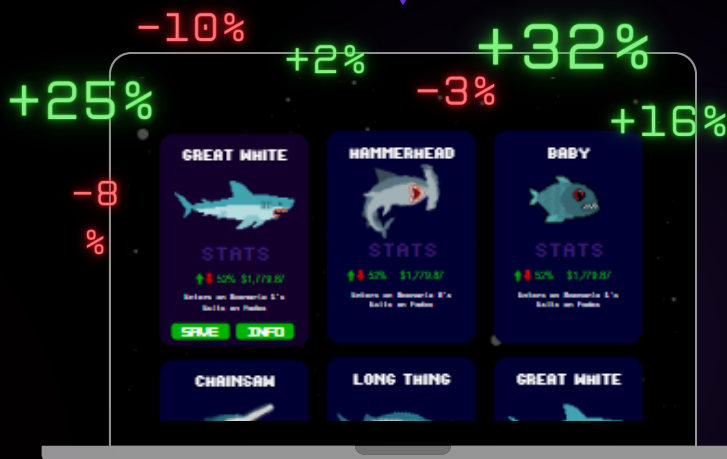 -10%
+2%
+32%
+25%
-3%
+16%
-8
%
GREAT WHITE
STATS
52% $1,779.87
SAVE INFO
HAMMERHEAD
STATS
52% $1,779.87
BABY
STATS
52% $1,779.87
CHAINSAW
LONG THING
GREAT WHITE